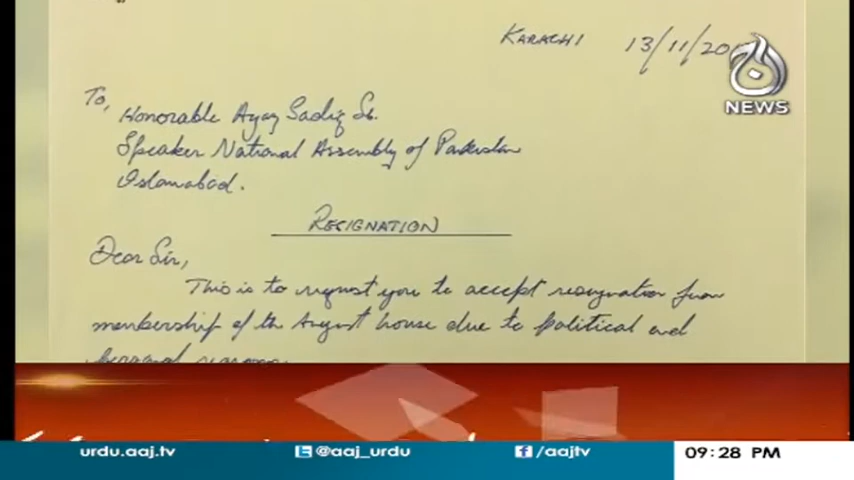 KARACHI 13/11/20
NEWS
To,
Honorable Ayaz Sadiq Sb.
Speaker National Assembly of Pakistan
Islamabad.
RESIGNATION
Dear Sir,
This is to request you to accept resignation from
membership of the August house due to political and
personal reasons.
urdu.aaj.tv @aaj_urdu /aajtv 09:28 PM